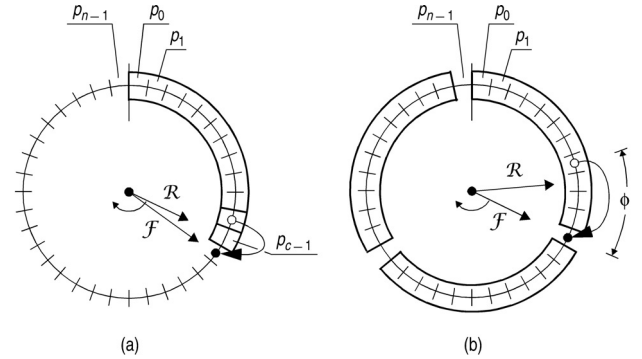 p_{n-1} p_0 p_1
R
F
p_{c-1}
(a)
p_{n-1} p_0 p_1
R
F
ϕ
(b)